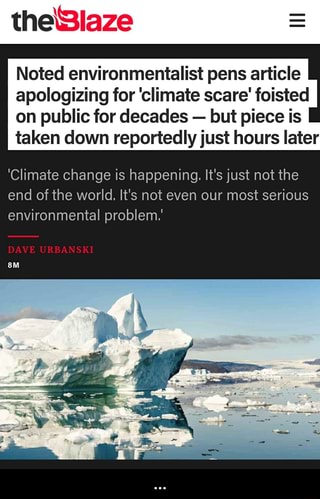 theBlaze
Noted environmentalist pens article
apologizing for 'climate scare' foisted
on public for decades — but piece is
taken down reportedly just hours later
'Climate change is happening. It's just not the
end of the world. It's not even our most serious
environmental problem.'
DAVE URBANSKI
8M